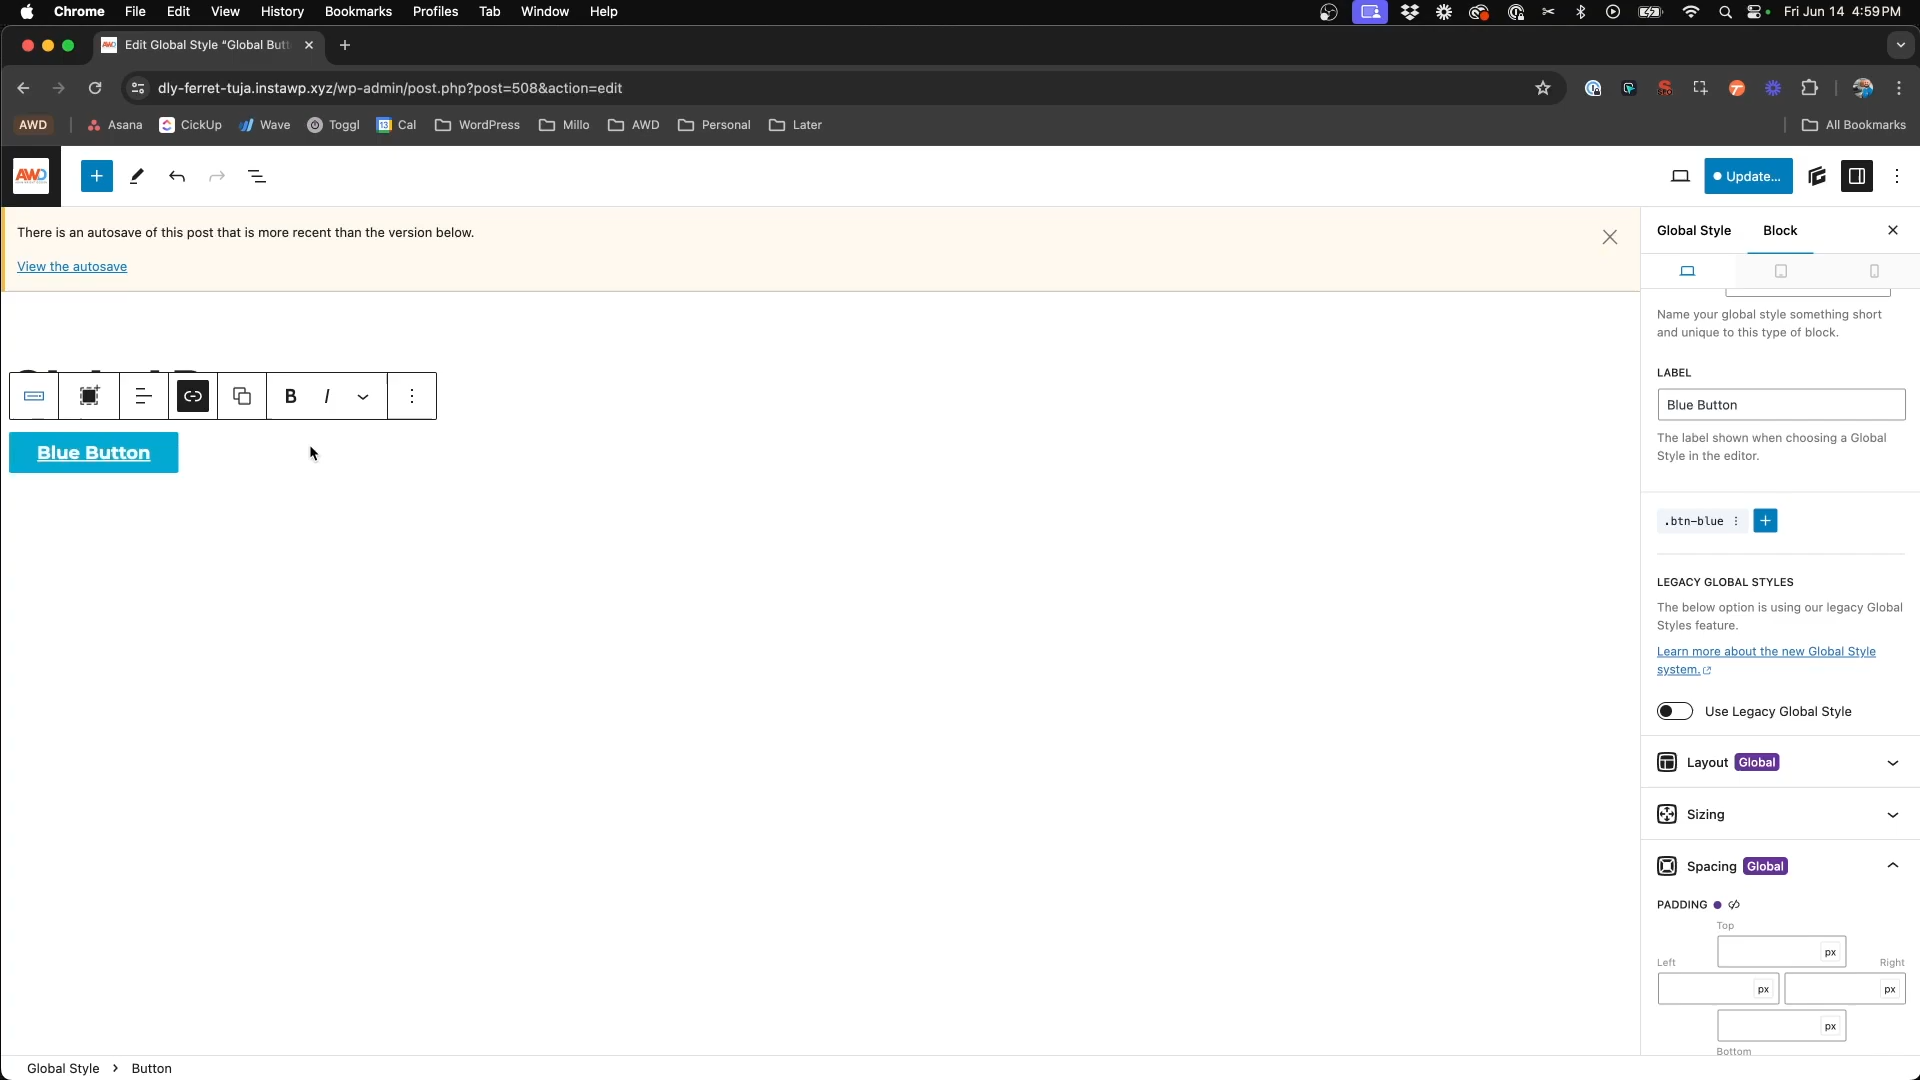 Chrome File Edit View History Bookmarks Profiles Tab Window Help Fri Jun 14 4:59 PM
Edit Global Style “Global Butt
dly-ferret-tuja.instawp.xyz/wp-admin/post.php?post=508&action=edit
AWD Asana CickUp Wave Toggl 13 Cal WordPress Millo AWD Personal Later All Bookmarks
AWD Update...
There is an autosave of this post that is more recent than the version below.
View the autosave
Global Style Block
Name your global style something short
and unique to this type of block.
LABEL
Blue Button
The label shown when choosing a Global
Style in the editor.
B I
Blue Button
.btn-blue
LEGACY GLOBAL STYLES
The below option is using our legacy Global
Styles feature.
Learn more about the new Global Style
system.
Use Legacy Global Style
Layout Global
Sizing
Spacing Global
PADDING
Top
px
Left Right
px px
px
Bottom
Global Style Button